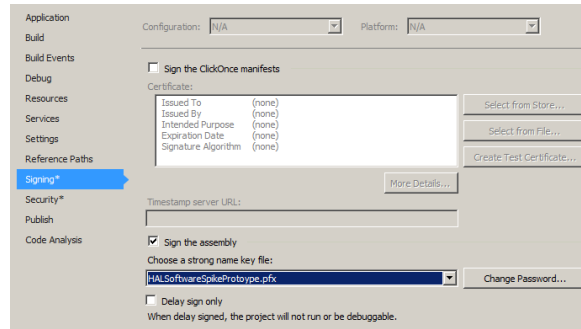 Application
Build
Build Events
Debug
Resources
Services
Settings
Reference Paths
Signing*
Security*
Publish
Code Analysis
Configuration: N/A Platform: N/A
Sign the ClickOnce manifests
Certificate:
Issued To (none)
Issued By (none)
Intended Purpose (none)
Expiration Date (none)
Signature Algorithm (none)
Select from Store...
Select from File...
Create Test Certificate...
More Details...
Timestamp server URL:
Sign the assembly
Choose a strong name key file:
HALSoftwareSpikeProtoype.pfx
Change Password...
Delay sign only
When delay signed, the project will not run or be debuggable.